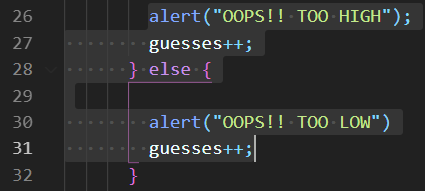 26 alert("OOPS!! TOO HIGH");
27 guesses++;
28 } else {
29
30 alert("OOPS!! TOO LOW")
31 guesses++;
32 }